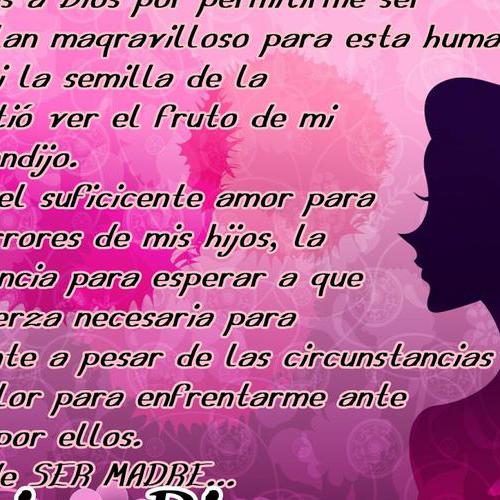 s a Dios por permitirme ser
lan maqravilloso para esta huma
i la semilla de la
tió ver el fruto de mi
ndijo.
el suficicente amor para
rrores de mis hijos, la
ncia para esperar a que
erza necesaria para
nte a pesar de las circunstancias
lor para enfrentarme ante
por ellos.
le SER MADRE...